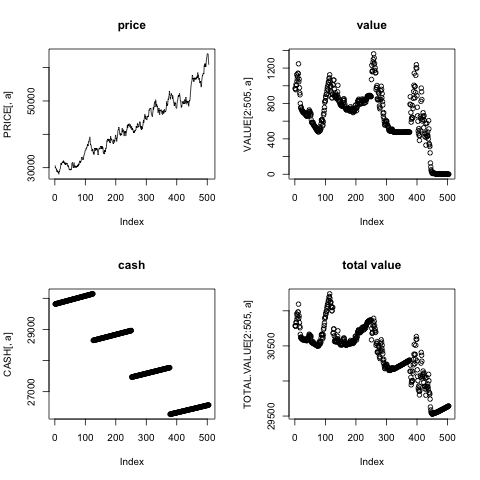 price
PRICE[, a]
50000
30000
0 100 200 300 400 500
Index
value
VALUE[2:505, a]
1200
800
400
0
0 100 200 300 400 500
Index
cash
CASH[, a]
29000
27000
0 100 200 300 400 500
Index
total value
TOTAL.VALUE[2:505, a]
30500
29500
0 100 200 300 400 500
Index